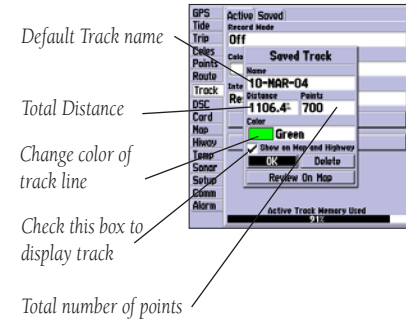 Default Track name
Total Distance
Change color of
track line
Check this box to
display track
Total number of points
GPS
Tide
Trip
Celes
Points
Route
Track
DSC
Card
Map
Hiway
Temp
Sonar
Setup
Comm
Alarm
Active Saved
Record Mode
Off
Saved Track
Name
10-MAR-04
Distance Points
1106.4 700
Color
Green
Show on Map and Highway
OK Delete
Review On Map
Active Track Memory Used
91%